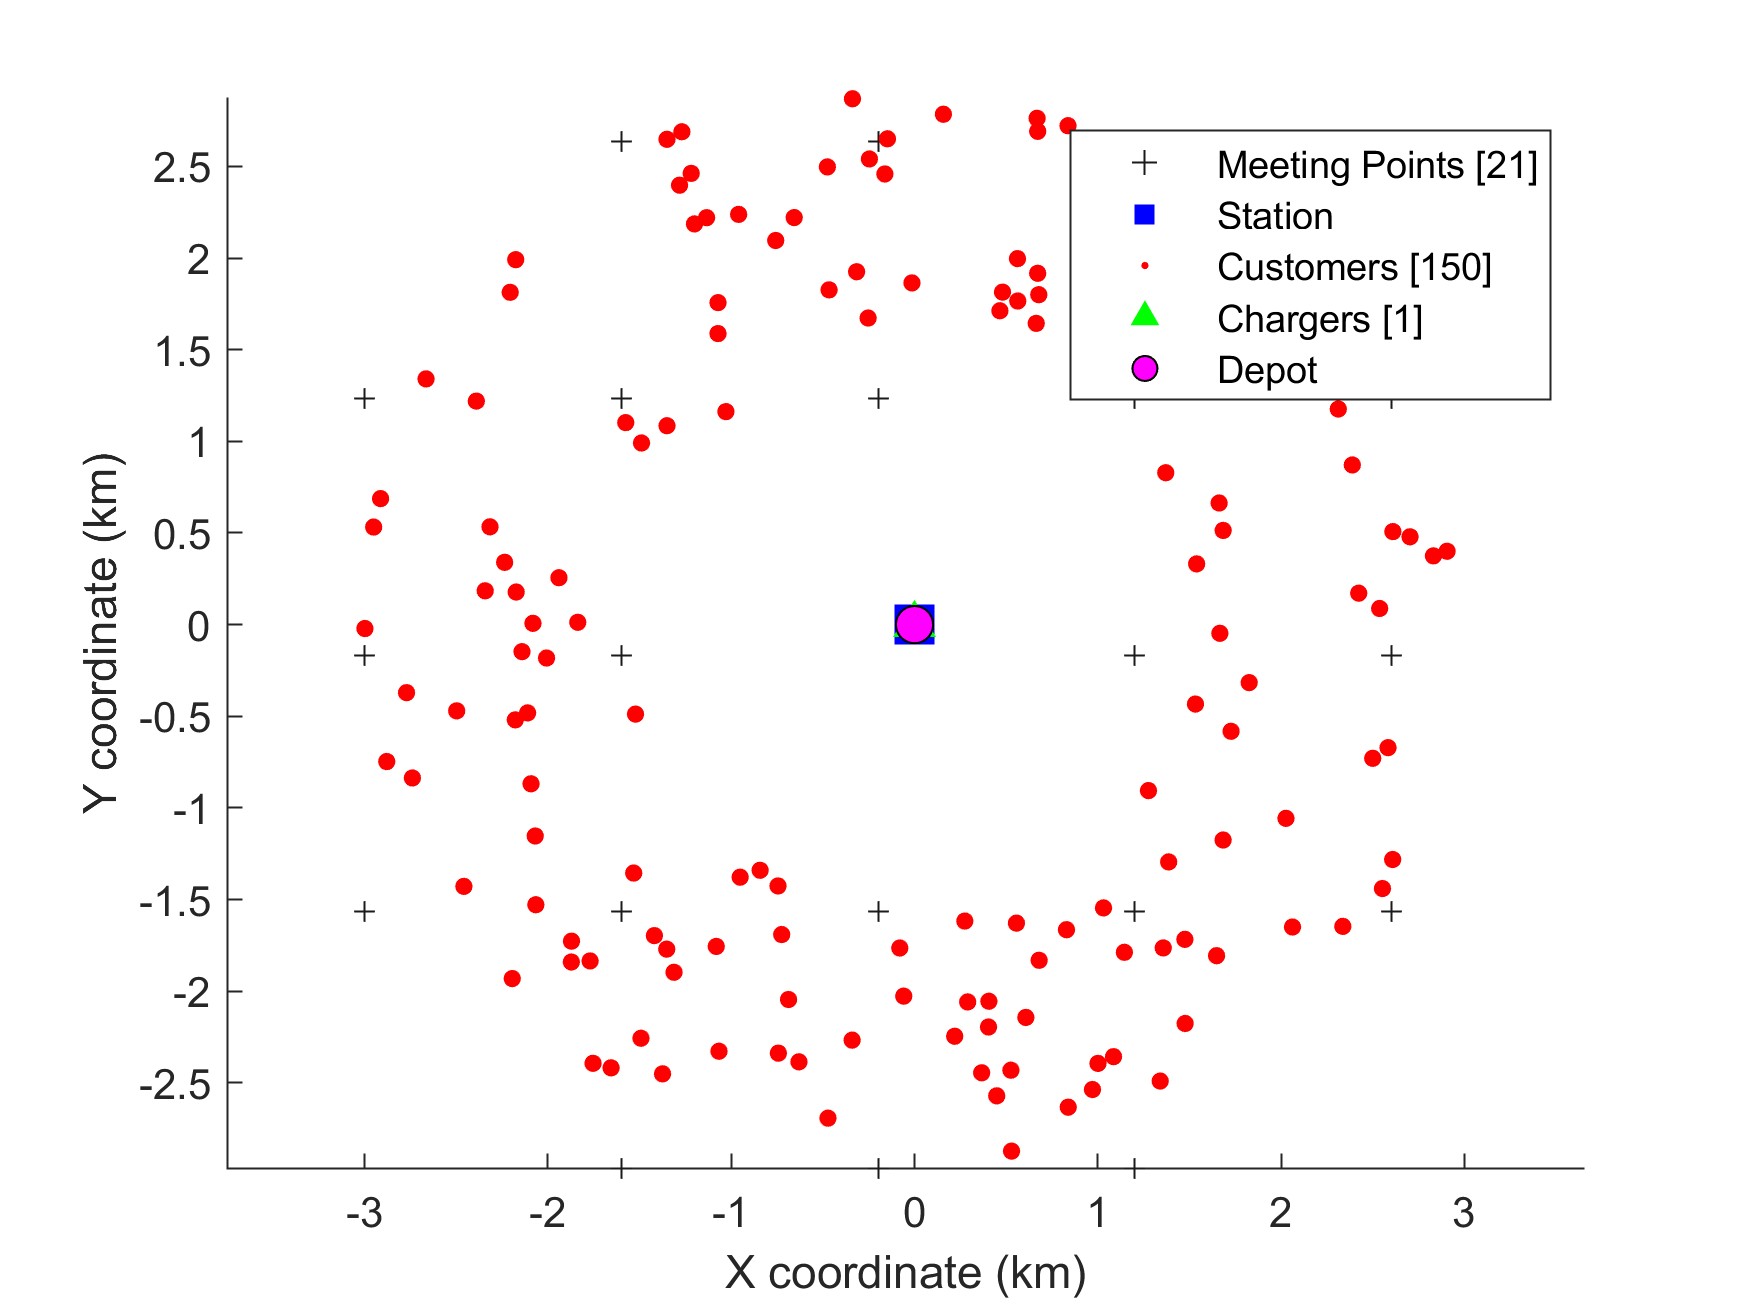 2.5
2
1.5
1
0.5
0
-0.5
-1
-1.5
-2
-2.5
Y coordinate (km)
Meeting Points [21]
Station
Customers [150]
Chargers [1]
Depot
-3 -2 -1 0 1 2 3
X coordinate (km)